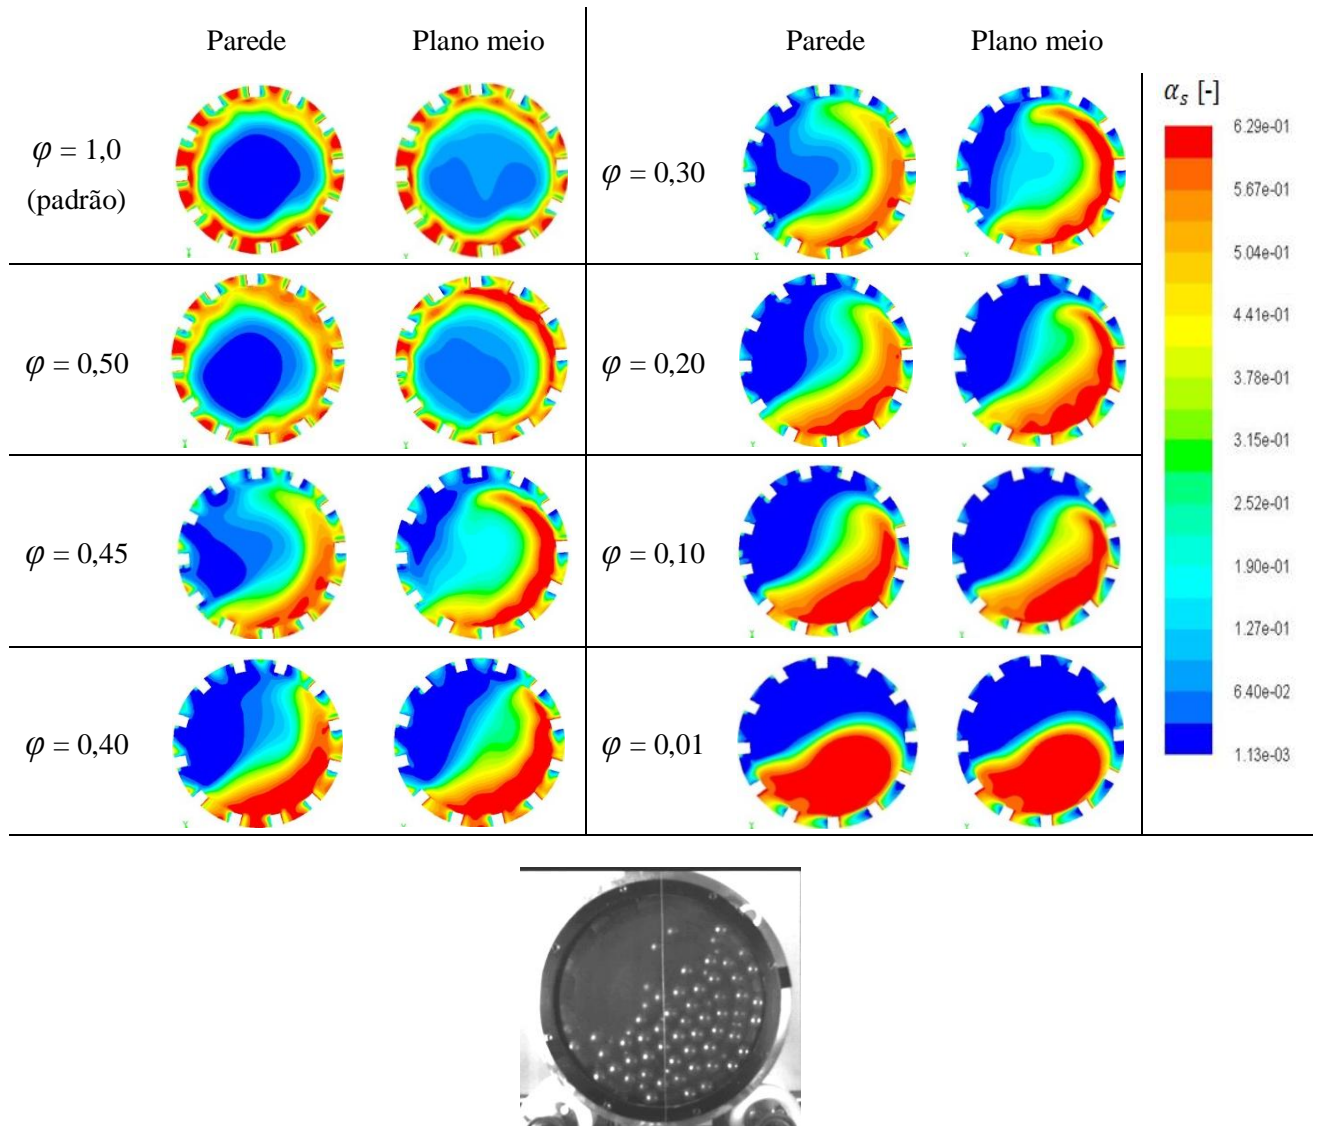 Parede Plano meio Parede Plano meio
α_s [-]
φ = 1,0
(padrão)
φ = 0,30
φ = 0,50
φ = 0,20
φ = 0,45
φ = 0,10
φ = 0,40
φ = 0,01
6.29e-01
5.67e-01
5.04e-01
4.41e-01
3.78e-01
3.15e-01
2.52e-01
1.90e-01
1.27e-01
6.40e-02
1.13e-03